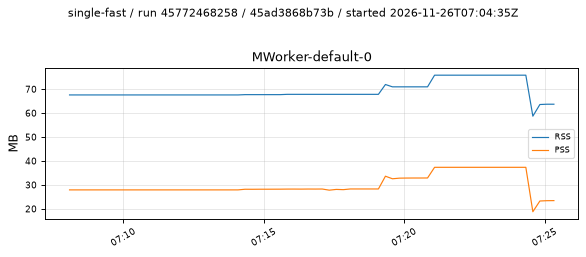 single-fast / run 45772468258 / 45ad3868b73b / started 2026-11-26T07:04:35Z
MWorker-default-0
MB
70
60
50
40
30
20
RSS
PSS
07:10
07:15
07:20
07:25